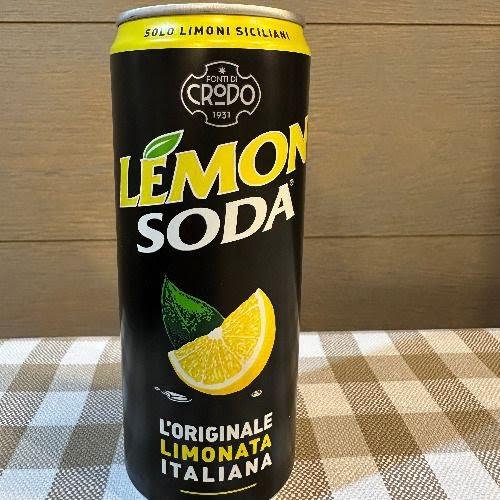 SOLO LIMONI SICILIANI
FONTI DI
CRODO
1931
LEMON
SODA®
L'ORIGINALE
LIMONATA
ITALIANA